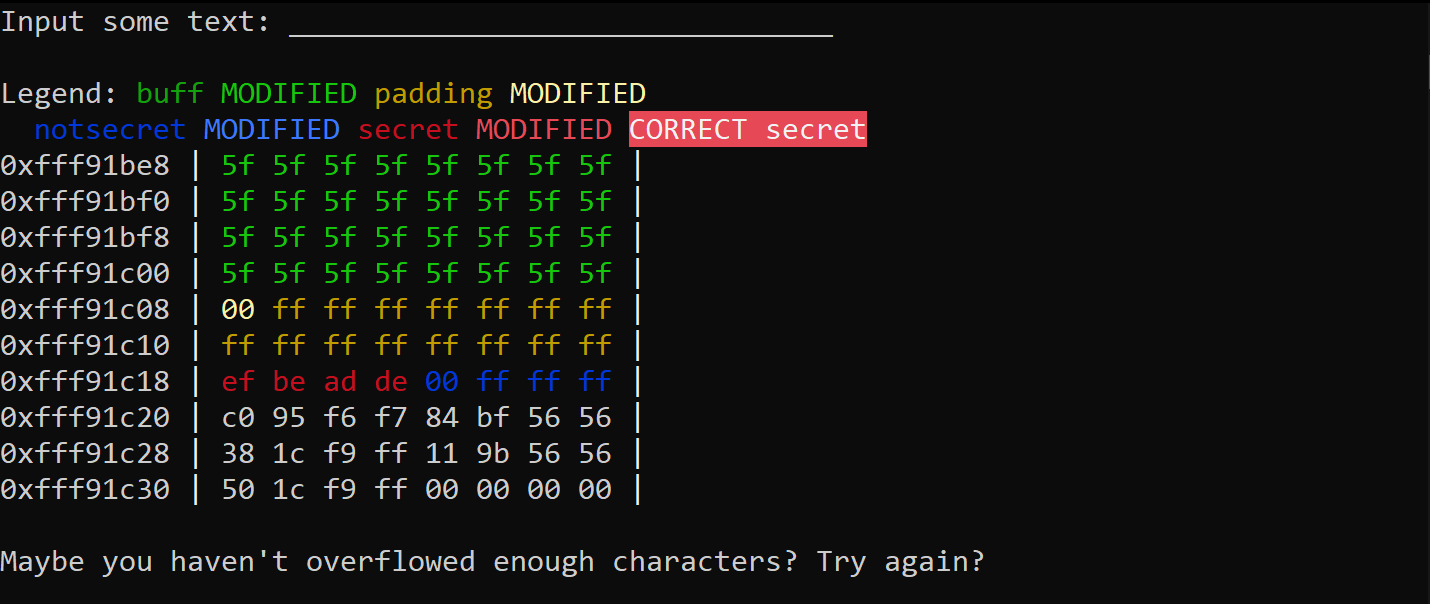 Input some text: ________________________________
Legend: buff MODIFIED padding MODIFIED
notsecret MODIFIED secret MODIFIED CORRECT secret
0xfff91be8 | 5f 5f 5f 5f 5f 5f 5f 5f |
0xfff91bf0 | 5f 5f 5f 5f 5f 5f 5f 5f |
0xfff91bf8 | 5f 5f 5f 5f 5f 5f 5f 5f |
0xfff91c00 | 5f 5f 5f 5f 5f 5f 5f 5f |
0xfff91c08 | 00 ff ff ff ff ff ff ff |
0xfff91c10 | ff ff ff ff ff ff ff ff |
0xfff91c18 | ef be ad de 00 ff ff ff |
0xfff91c20 | c0 95 f6 f7 84 bf 56 56 |
0xfff91c28 | 38 1c f9 ff 11 9b 56 56 |
0xfff91c30 | 50 1c f9 ff 00 00 00 00 |
Maybe you haven't overflowed enough characters? Try again?